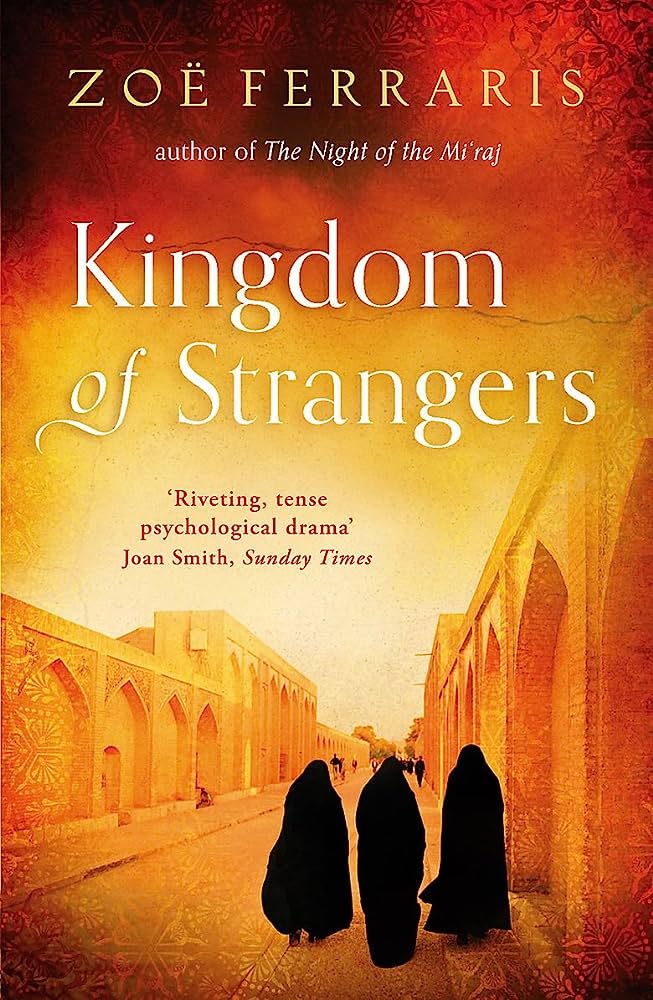 ZOË FERRARIS
author of The Night of the Mi‘raj
Kingdom
of Strangers
‘Riveting, tense
psychological drama’
Joan Smith, Sunday Times